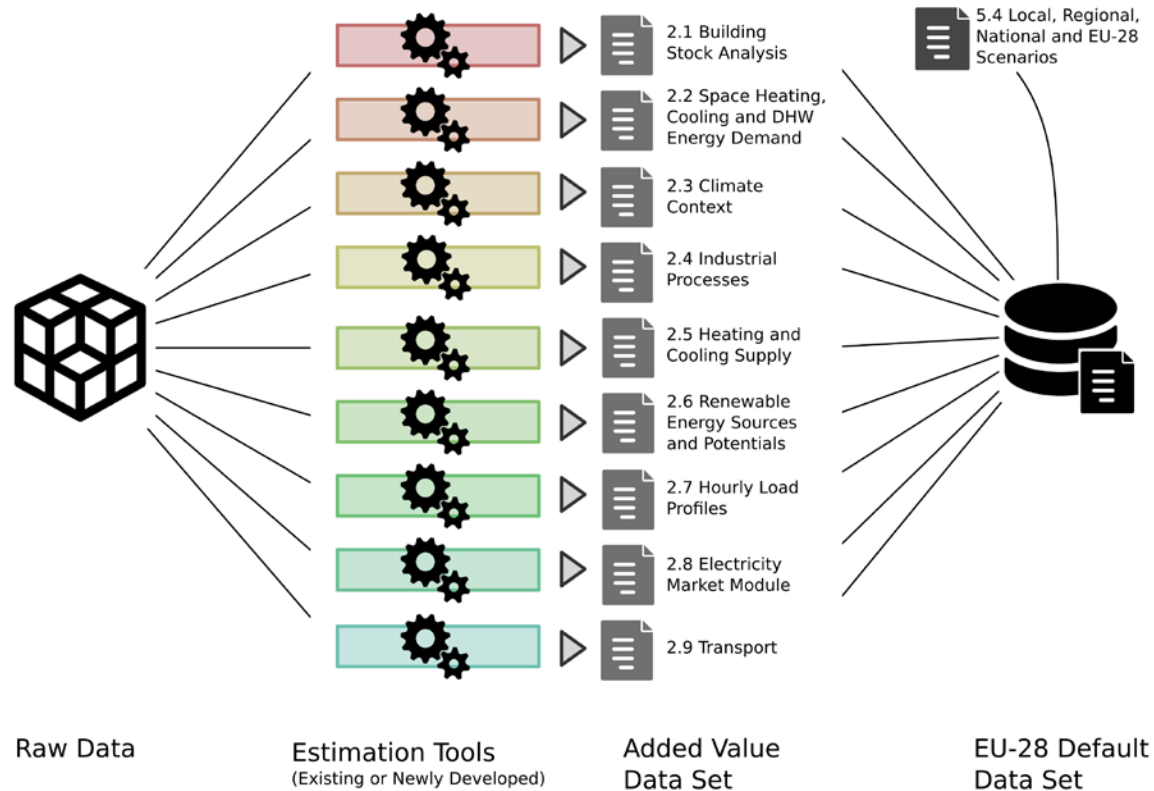 2.1 Building
Stock Analysis
5.4 Local, Regional,
National and EU-28
Scenarios
2.2 Space Heating,
Cooling and DHW
Energy Demand
2.3 Climate
Context
2.4 Industrial
Processes
2.5 Heating and
Cooling Supply
2.6 Renewable
Energy Sources
and Potentials
2.7 Hourly Load
Profiles
2.8 Electricity
Market Module
2.9 Transport
Raw Data
Estimation Tools
(Existing or Newly Developed)
Added Value
Data Set
EU-28 Default
Data Set